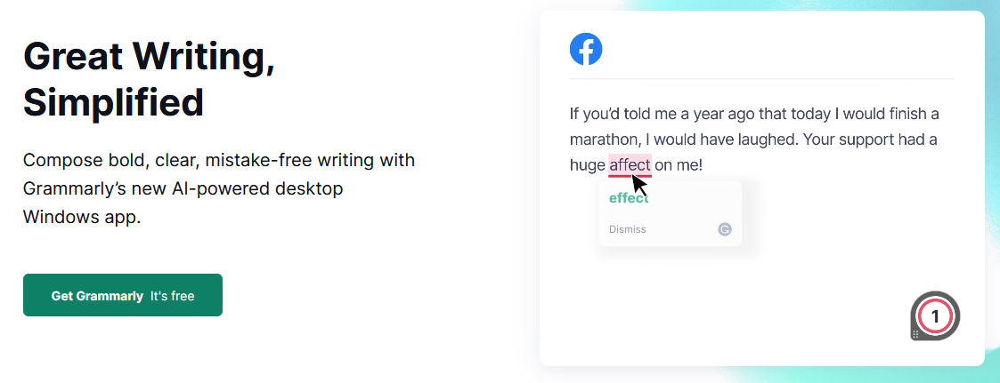 Great Writing,
Simplified
Compose bold, clear, mistake-free writing with
Grammarly’s new AI-powered desktop
Windows app.
Get Grammarly It's free
If you’d told me a year ago that today I would finish a
marathon, I would have laughed. Your support had a
huge affect on me!
effect
Dismiss
1